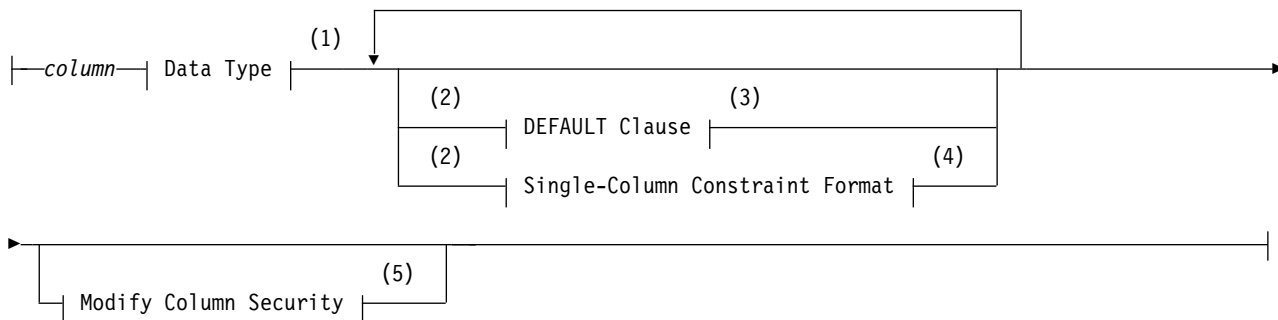 (1)
column Data Type
(2) (3)
DEFAULT Clause
(2) (4)
Single-Column Constraint Format
(5)
Modify Column Security